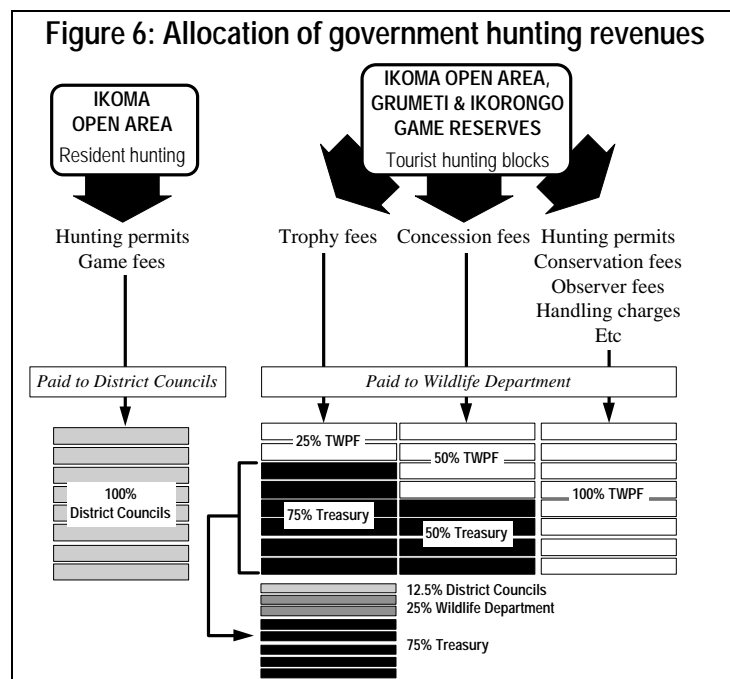 Figure 6: Allocation of government hunting revenues
IKOMA
OPEN AREA
Resident hunting
IKOMA OPEN AREA,
GRUMETI & IKORONGO
GAME RESERVES
Tourist hunting blocks
Hunting permits
Game fees
Trophy fees
Concession fees
Hunting permits
Conservation fees
Observer fees
Handling charges
Etc
Paid to District Councils
Paid to Wildlife Department
100%
District Councils
25% TWPF
75% Treasury
50% TWPF
50% Treasury
100% TWPF
12.5% District Councils
25% Wildlife Department
75% Treasury